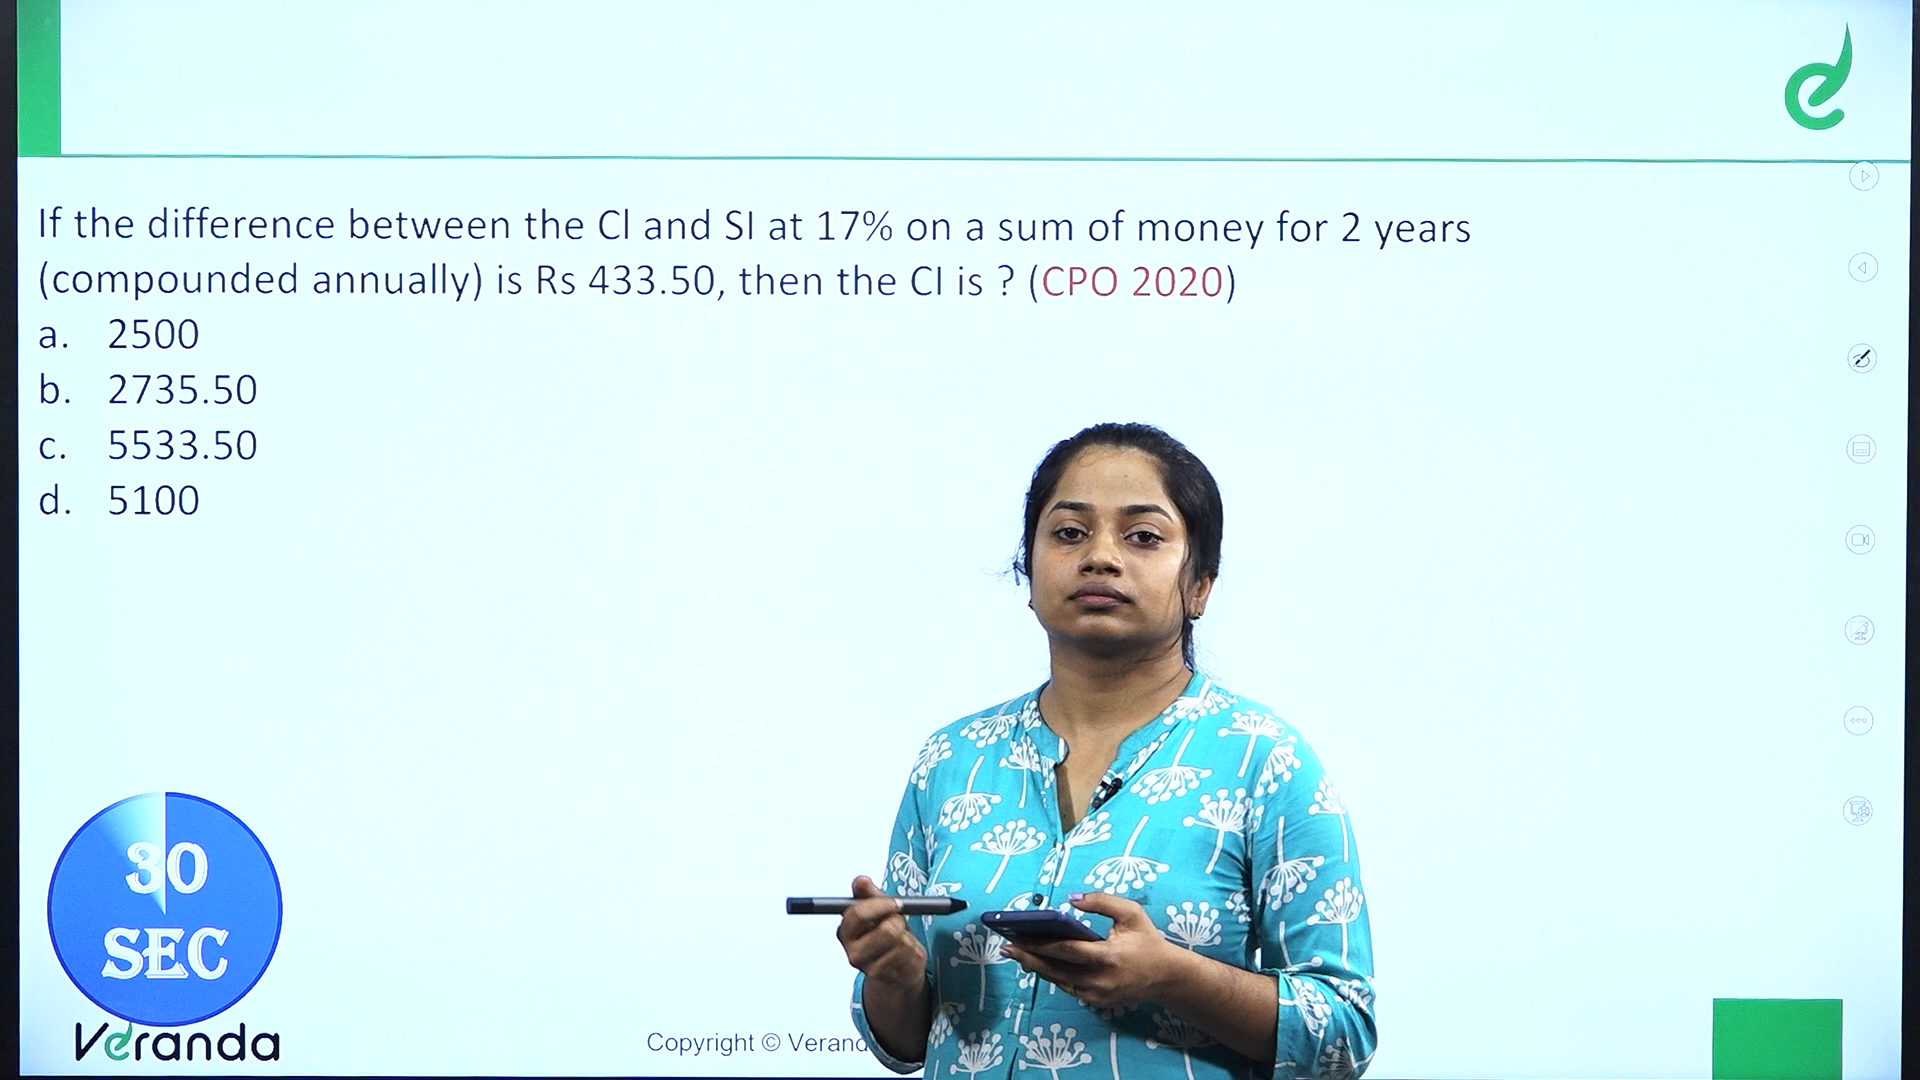 If the difference between the CI and SI at 17% on a sum of money for 2 years
(compounded annually) is Rs 433.50, then the CI is ? (CPO 2020)
a. 2500
b. 2735.50
c. 5533.50
d. 5100
30
SEC
Veranda
Copyright © Verand